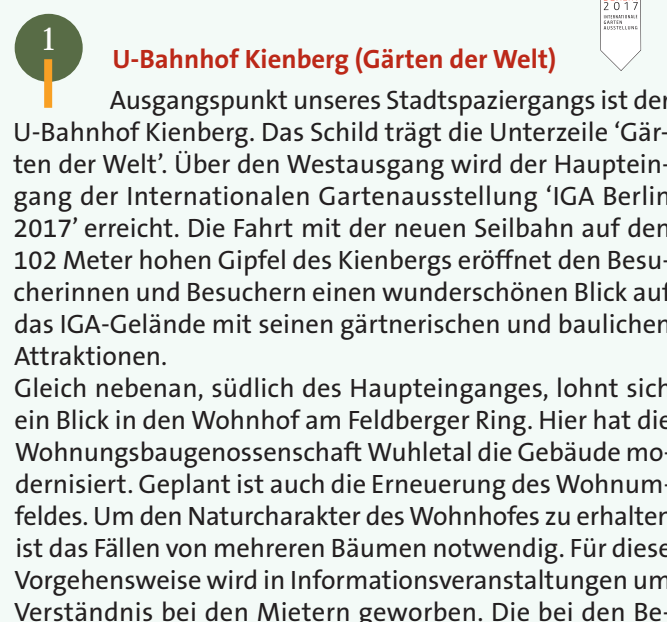 2017
INTERNATIONALE
GARTEN
AUSSTELLUNG
1
U-Bahnhof Kienberg (Gärten der Welt)
Ausgangspunkt unseres Stadtspaziergangs ist der
U-Bahnhof Kienberg. Das Schild trägt die Unterzeile ‘Gär-
ten der Welt’. Über den Westausgang wird der Hauptein-
gang der Internationalen Gartenausstellung ‘IGA Berlin
2017’ erreicht. Die Fahrt mit der neuen Seilbahn auf den
102 Meter hohen Gipfel des Kienbergs eröffnet den Besu-
cherinnen und Besuchern einen wunderschönen Blick auf
das IGA-Gelände mit seinen gärtnerischen und baulichen
Attraktionen.
Gleich nebenan, südlich des Haupteinganges, lohnt sich
ein Blick in den Wohnhof am Feldberger Ring. Hier hat die
Wohnungsbaugenossenschaft Wuhletal die Gebäude mo-
dernisiert. Geplant ist auch die Erneuerung des Wohnum-
feldes. Um den Naturcharakter des Wohnhofes zu erhalten
ist das Fällen von mehreren Bäumen notwendig. Für diese
Vorgehensweise wird in Informationsveranstaltungen um
Verständnis bei den Mietern geworben. Die bei den Be-